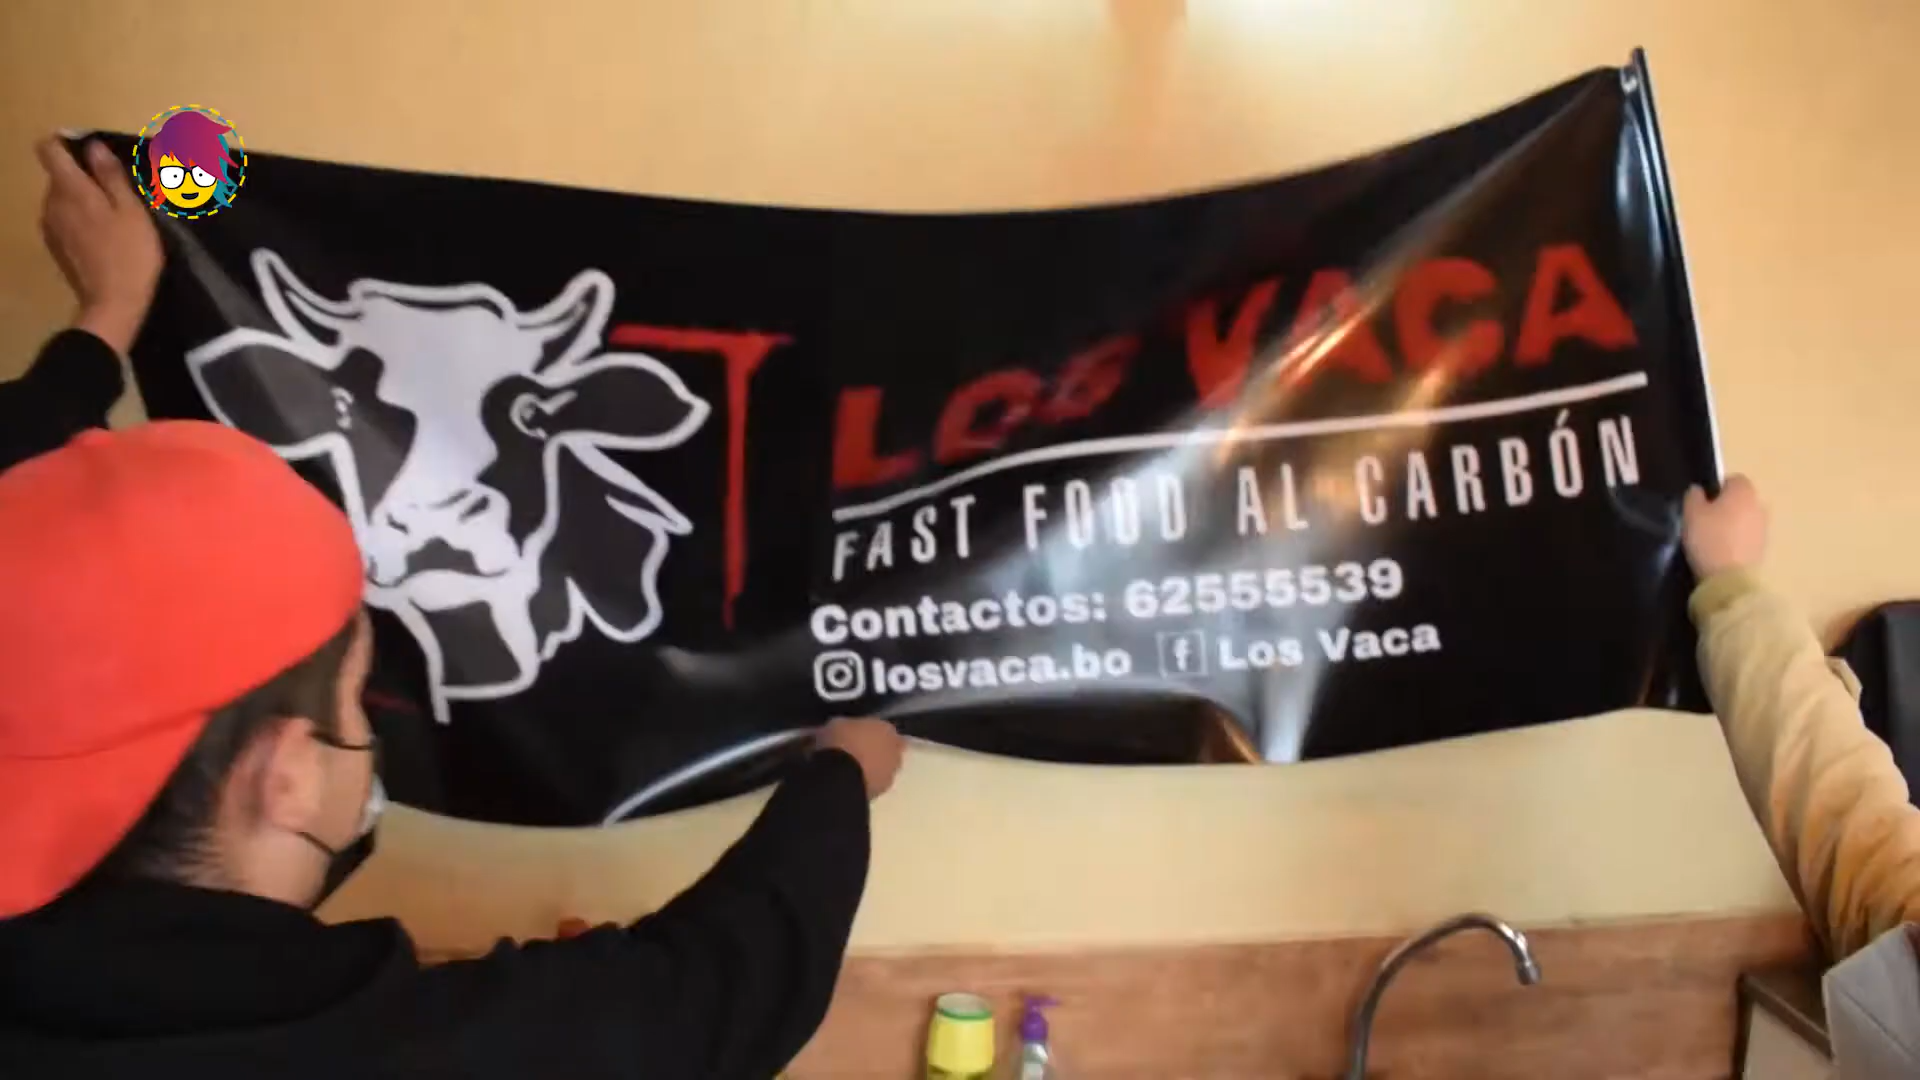 LOS VACA
FAST FOOD AL CARBÓN
Contactos: 62555539
losvaca.bo Los Vaca